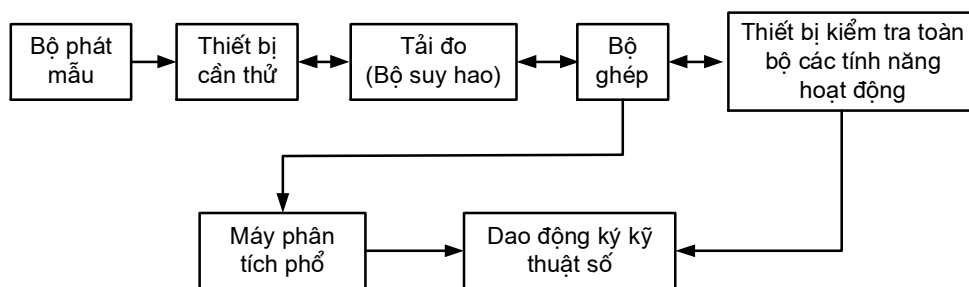 Bộ phát
mẫu
Thiết bị
cần thử
Tải đo
(Bộ suy hao)
Bộ
ghép
Thiết bị kiểm tra toàn
bộ các tính năng
hoạt động
Máy phân
tích phổ
Dao động ký kỹ
thuật số